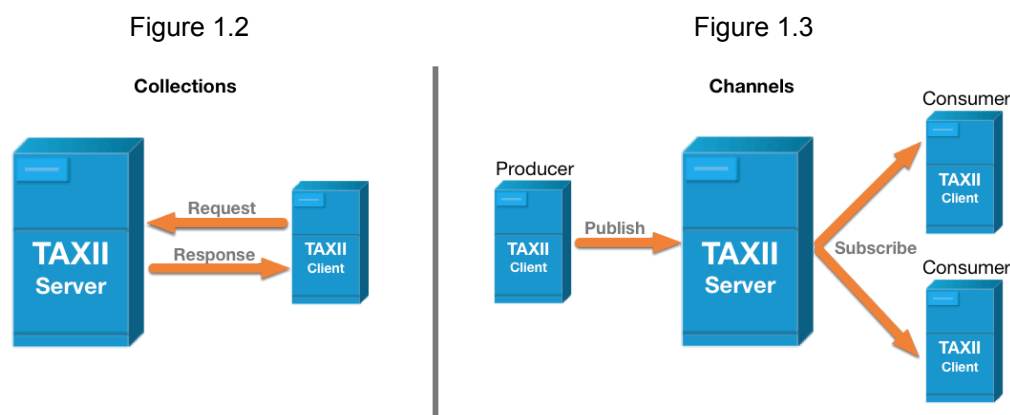 Figure 1.2
Collections
TAXII
Server
Request
Response
TAXII
Client
Figure 1.3
Channels
Producer
TAXII
Client
Publish
TAXII
Server
Subscribe
Consumer
TAXII
Client
Consumer
TAXII
Client